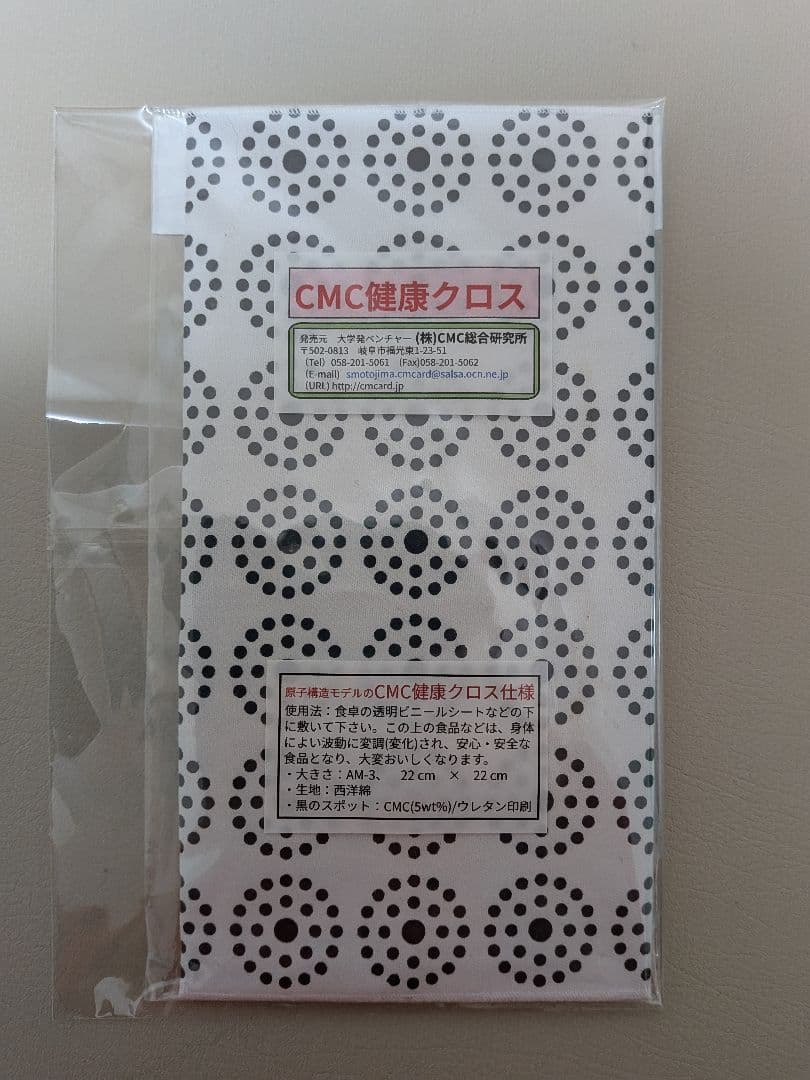 CMC健康クロス
発売元　大学発ベンチャー (株)CMC総合研究所
〒502-0813　岐阜市福光東1-23-51
（Tel）058-201-5061　(Fax)058-201-5062
（E-mail）smotojima.cmcard@salsa.ocn.ne.jp
（URL) http://cmcard.jp
原子構造モデルのCMC健康クロス仕様
使用法：食卓の透明ビニールシートなどの下
に敷いて下さい。この上の食品などは、身体
によい波動に変調(変化)され、安心・安全な
食品となり、大変おいしくなります。
・大きさ：AM-3、　22 cm　×　22 cm
・生地：西洋綿
・黒のスポット：CMC(5wt%)/ウレタン印刷